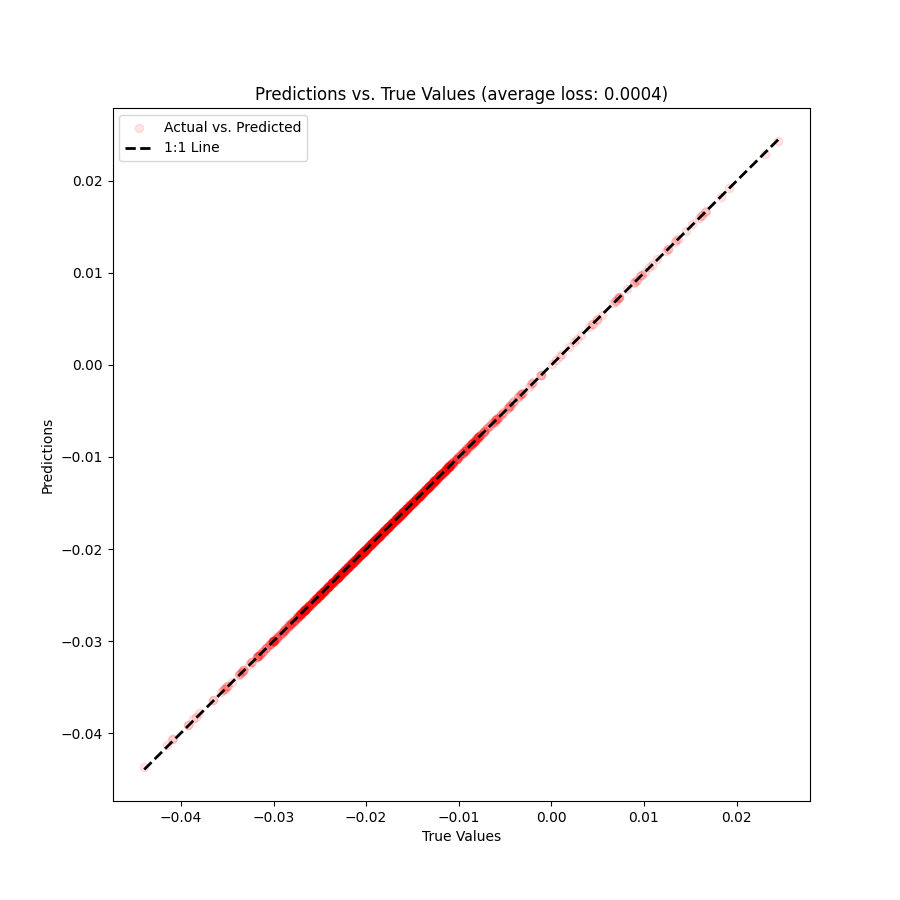 Predictions vs. True Values (average loss: 0.0004)
Actual vs. Predicted
1:1 Line
0.02
0.01
0.00
−0.01
−0.02
−0.03
−0.04
Predictions
−0.04
−0.03
−0.02
−0.01
0.00
0.01
0.02
True Values